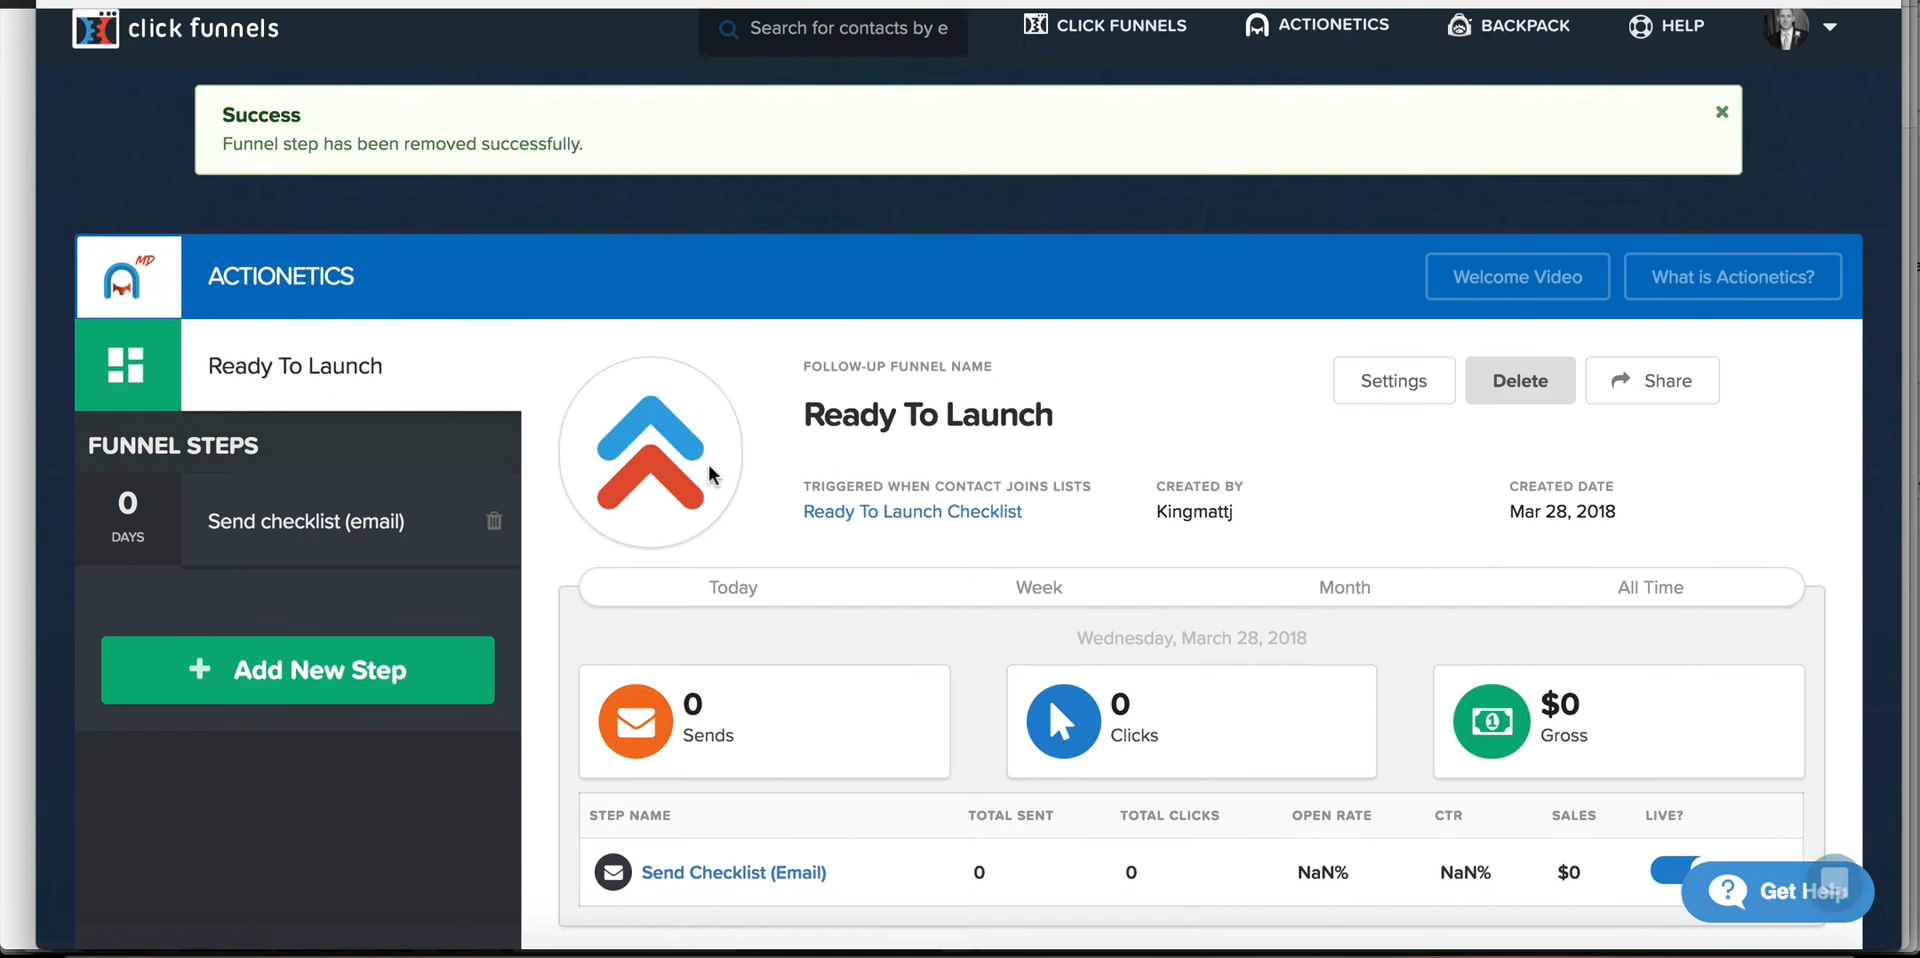 click funnels
Search for contacts by e
CLICK FUNNELS
ACTIONETICS
BACKPACK
HELP
Success
Funnel step has been removed successfully.
MD
ACTIONETICS
Welcome Video
What is Actionetics?
Ready To Launch
FOLLOW-UP FUNNEL NAME
Ready To Launch
Settings
Delete
Share
FUNNEL STEPS
0
DAYS
Send checklist (email)
TRIGGERED WHEN CONTACT JOINS LISTS
Ready To Launch Checklist
CREATED BY
Kingmattj
CREATED DATE
Mar 28, 2018
Add New Step
Today
Week
Month
All Time
Wednesday, March 28, 2018
0
Sends
0
Clicks
$0
Gross
STEP NAME
TOTAL SENT
TOTAL CLICKS
OPEN RATE
CTR
SALES
LIVE?
Send Checklist (Email)
0
0
NaN%
NaN%
$0
Get Help